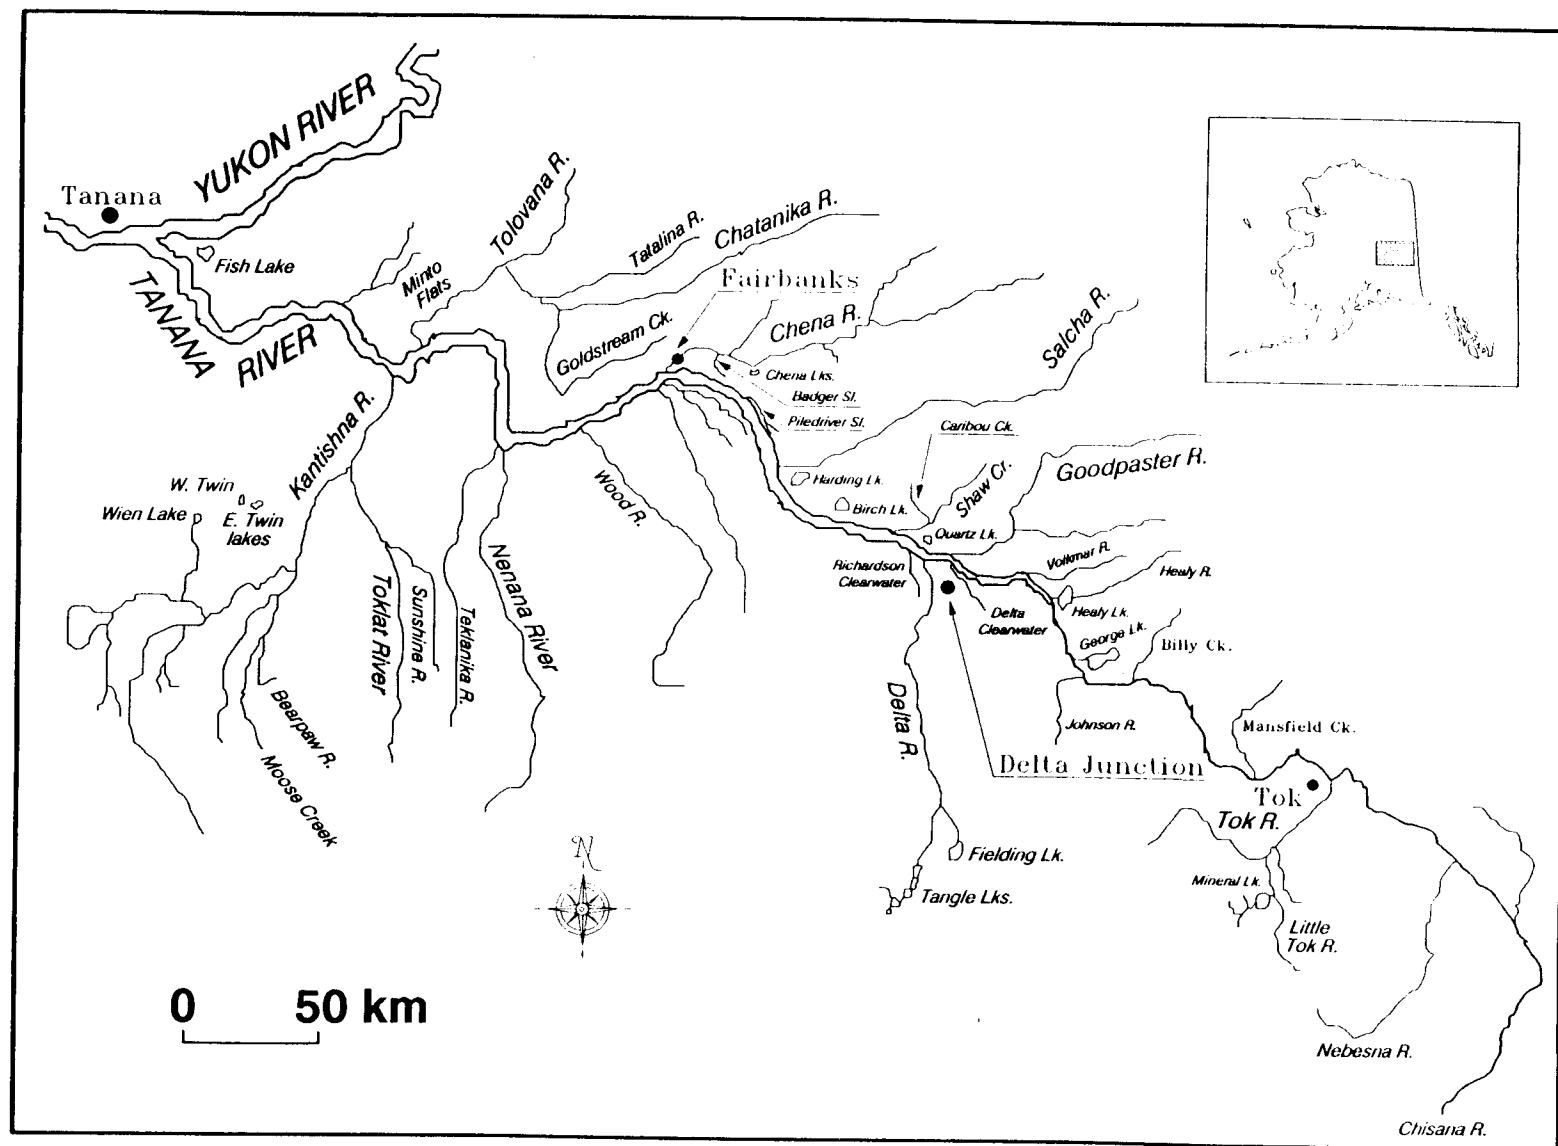 YUKON RIVER
Tanana
Fish Lake
TANANA
RIVER
Minto
Flats
Tolovana R.
Tatalina R.
Chatanika R.
Fairbanks
Goldstream Ck.
Chena R.
Chena Lks.
Badger Sl.
Piledriver Sl.
Salcha R.
Caribou Ck.
Shaw Cr.
Goodpaster R.
Harding Lk.
Birch Lk.
Quartz Lk.
Kantishna R.
W. Twin
Wien Lake
E. Twin
lakes
Wood R.
Richardson
Clearwater
Volkmar R.
Healy R.
Healy Lk.
Delta
Clearwater
George Lk.
Billy Ck.
Toklat River
Sunshine R.
Teklanika R.
Nenana River
Bearpaw R.
Moose Creek
Delta R.
Johnson R.
Delta Junction
Mansfield Ck.
Tok
Tok R.
Fielding Lk.
Tangle Lks.
Mineral Lk.
Little
Tok R.
N
0 50 km
Nebesna R.
Chisana R.